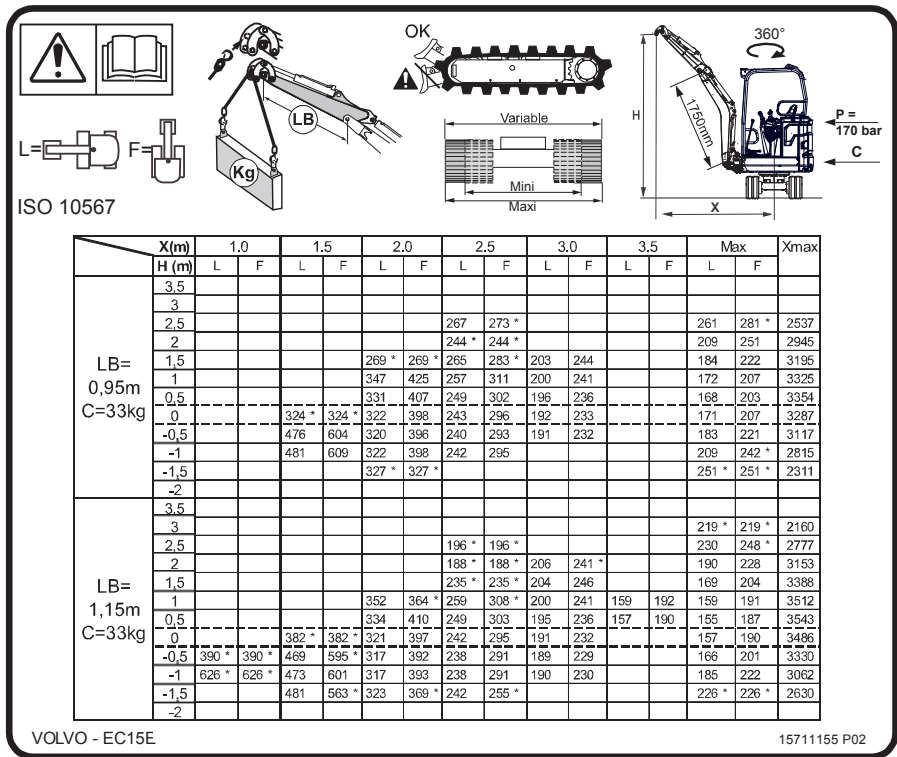 OK
LB
Kg
L=
F=
ISO 10567
Variable
Mini
Maxi
H
1750mm
360°
P =
170 bar
C
X
X(m) 1.0 1.5 2.0 2.5 3.0 3.5 Max Xmax
H (m) L F L F L F L F L F L F L F
LB=
0,95m
C=33kg
3,5
3
2,5 267 273 * 261 281 * 2537
2 244 * 244 * 209 251 2945
1,5 269 * 269 * 265 283 * 203 244 184 222 3195
1 347 425 257 311 200 241 172 207 3325
0,5 331 407 249 302 196 236 168 203 3354
0 324 * 324 * 322 398 243 296 192 233 171 207 3287
-0,5 476 604 320 396 240 293 191 232 183 221 3117
-1 481 609 322 398 242 295 209 242 * 2815
-1,5 327 * 327 * 251 * 251 * 2311
-2
LB=
1,15m
C=33kg
3.5
3 219 * 219 * 2160
2,5 196 * 196 * 230 248 * 2777
2 188 * 188 * 206 241 * 190 228 3153
1,5 235 * 235 * 204 246 169 204 3388
1 352 364 * 259 308 * 200 241 159 192 159 191 3512
0,5 334 410 249 303 195 236 157 190 155 187 3543
0 382 * 382 * 321 397 242 295 191 232 157 190 3486
-0,5 390 * 390 * 469 595 * 317 392 238 291 189 229 166 201 3330
-1 626 * 626 * 473 601 317 393 238 291 190 230 185 222 3062
-1,5 481 563 * 323 369 * 242 255 * 226 * 226 * 2630
-2
VOLVO - EC15E
15711155 P02